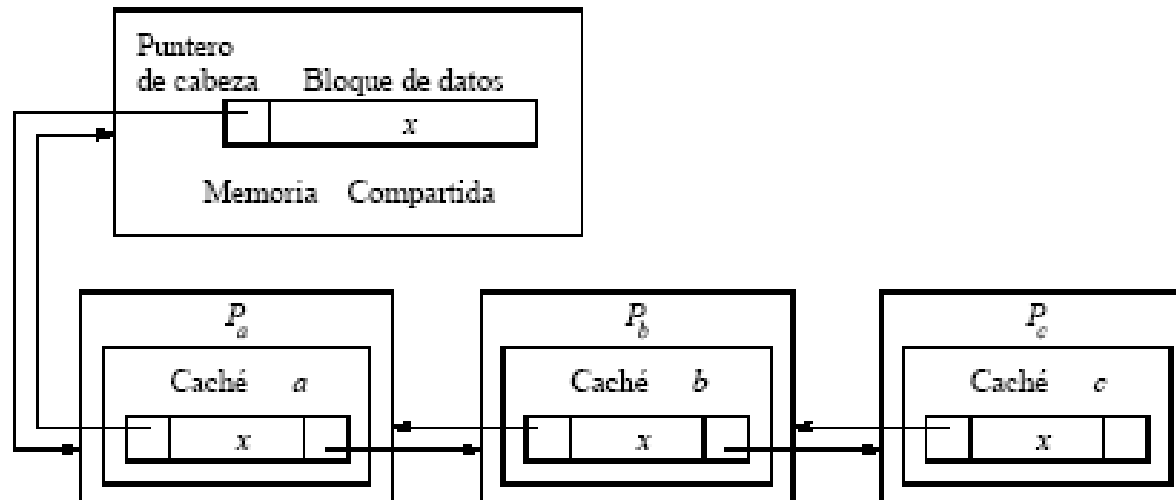 Puntero
de cabeza Bloque de datos
x
Memoria Compartida
P_a P_b P_c
Caché a Caché b Caché c
x x x